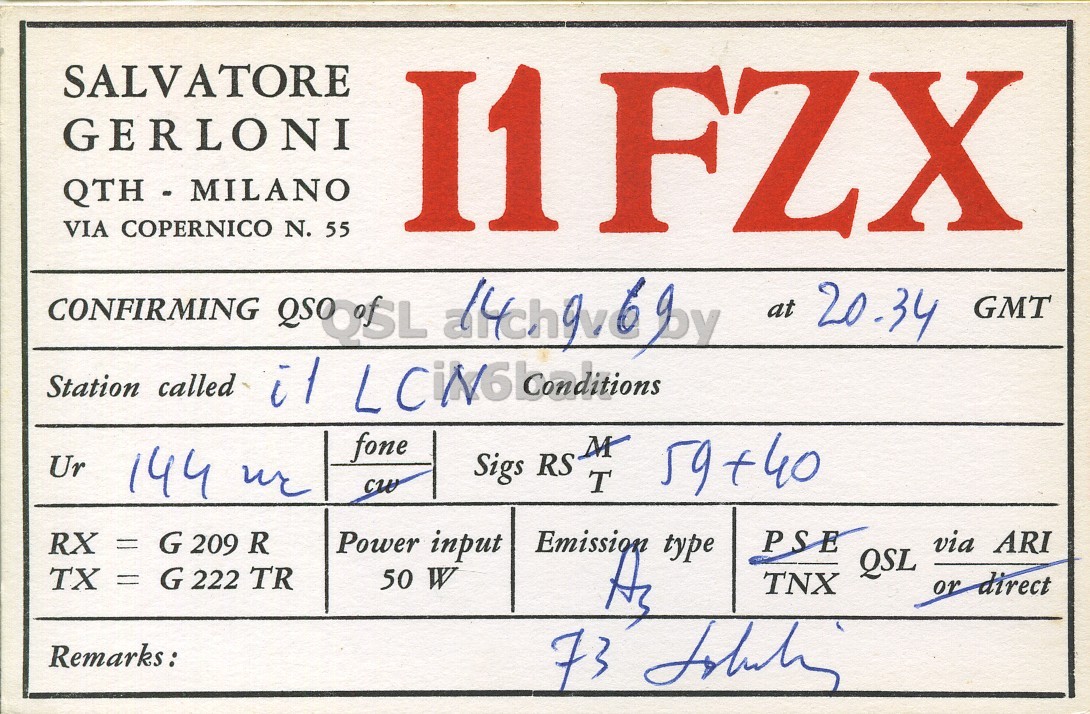 SALVATORE
GERLONI
QTH - MILANO
VIA COPERNICO N. 55
I1FZX
CONFIRMING QSO of 14.9.69 at 20.34 GMT
QSL archive by
ik6bak
Station called i1 LCN Conditions
Ur 144 fone cw Sigs RS M T 59+40
RX = G 209 R
TX = G 222 TR
Power input
50 W
Emission type
A3
PSE
TNX
QSL
via ARI
or direct
Remarks: 73